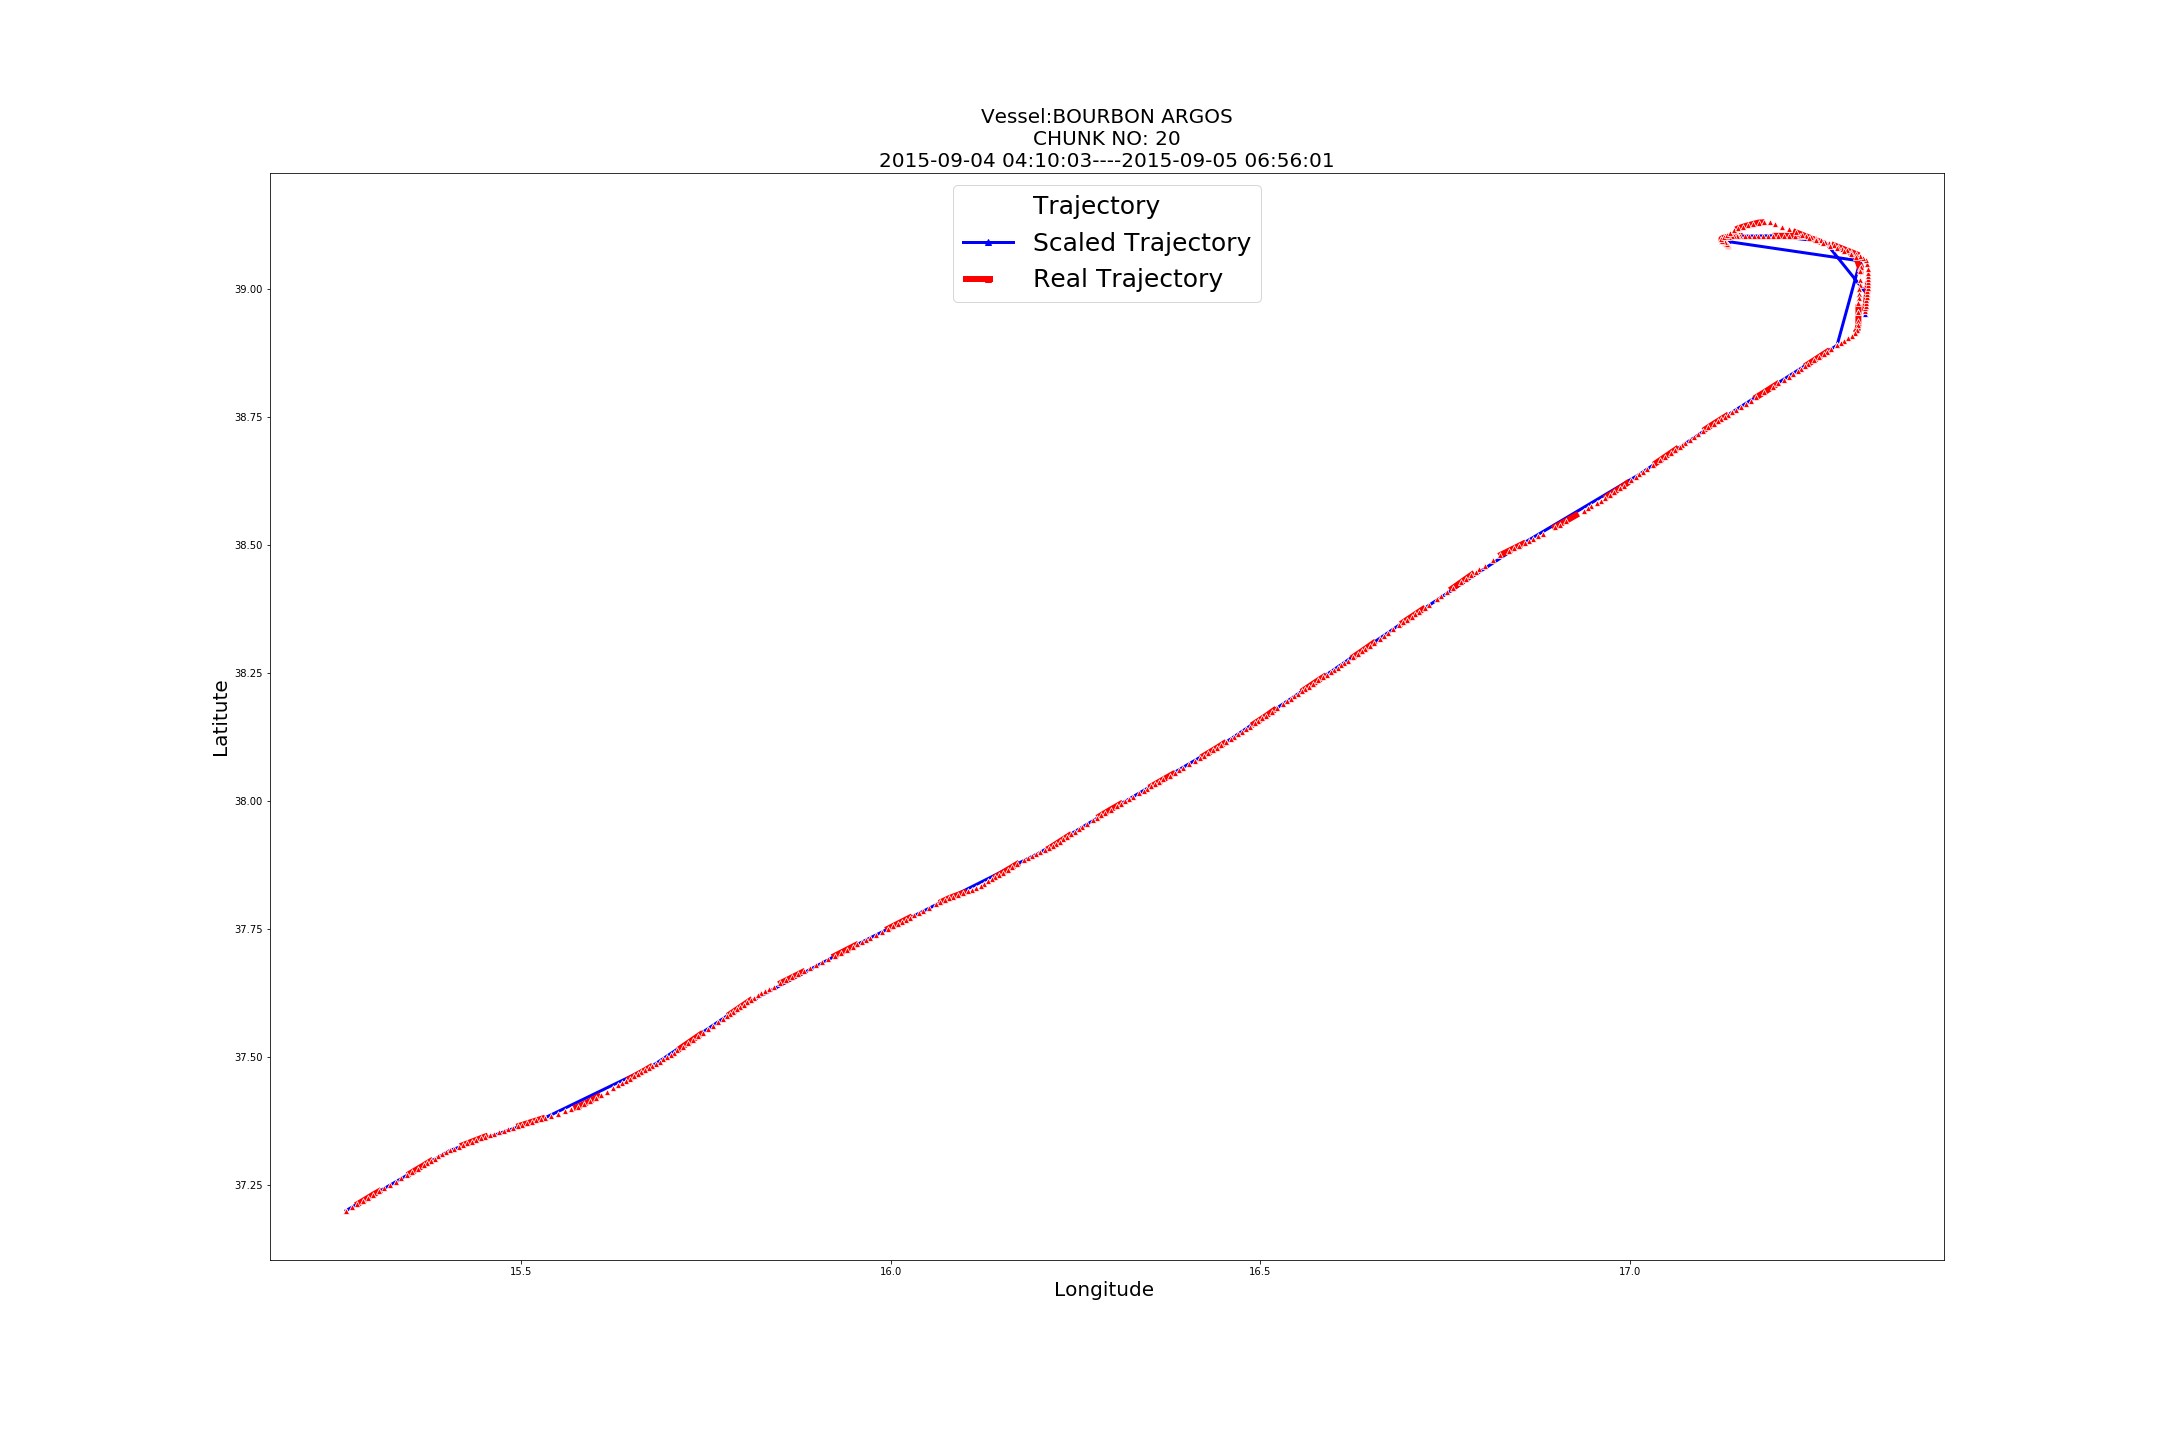 Vessel:BOURBON ARGOS
CHUNK NO: 20
2015-09-04 04:10:03----2015-09-05 06:56:01
Trajectory
Scaled Trajectory
Real Trajectory
39.00
38.75
38.50
38.25
38.00
37.75
37.50
37.25
Latitute
15.5
16.0
16.5
17.0
Longitude